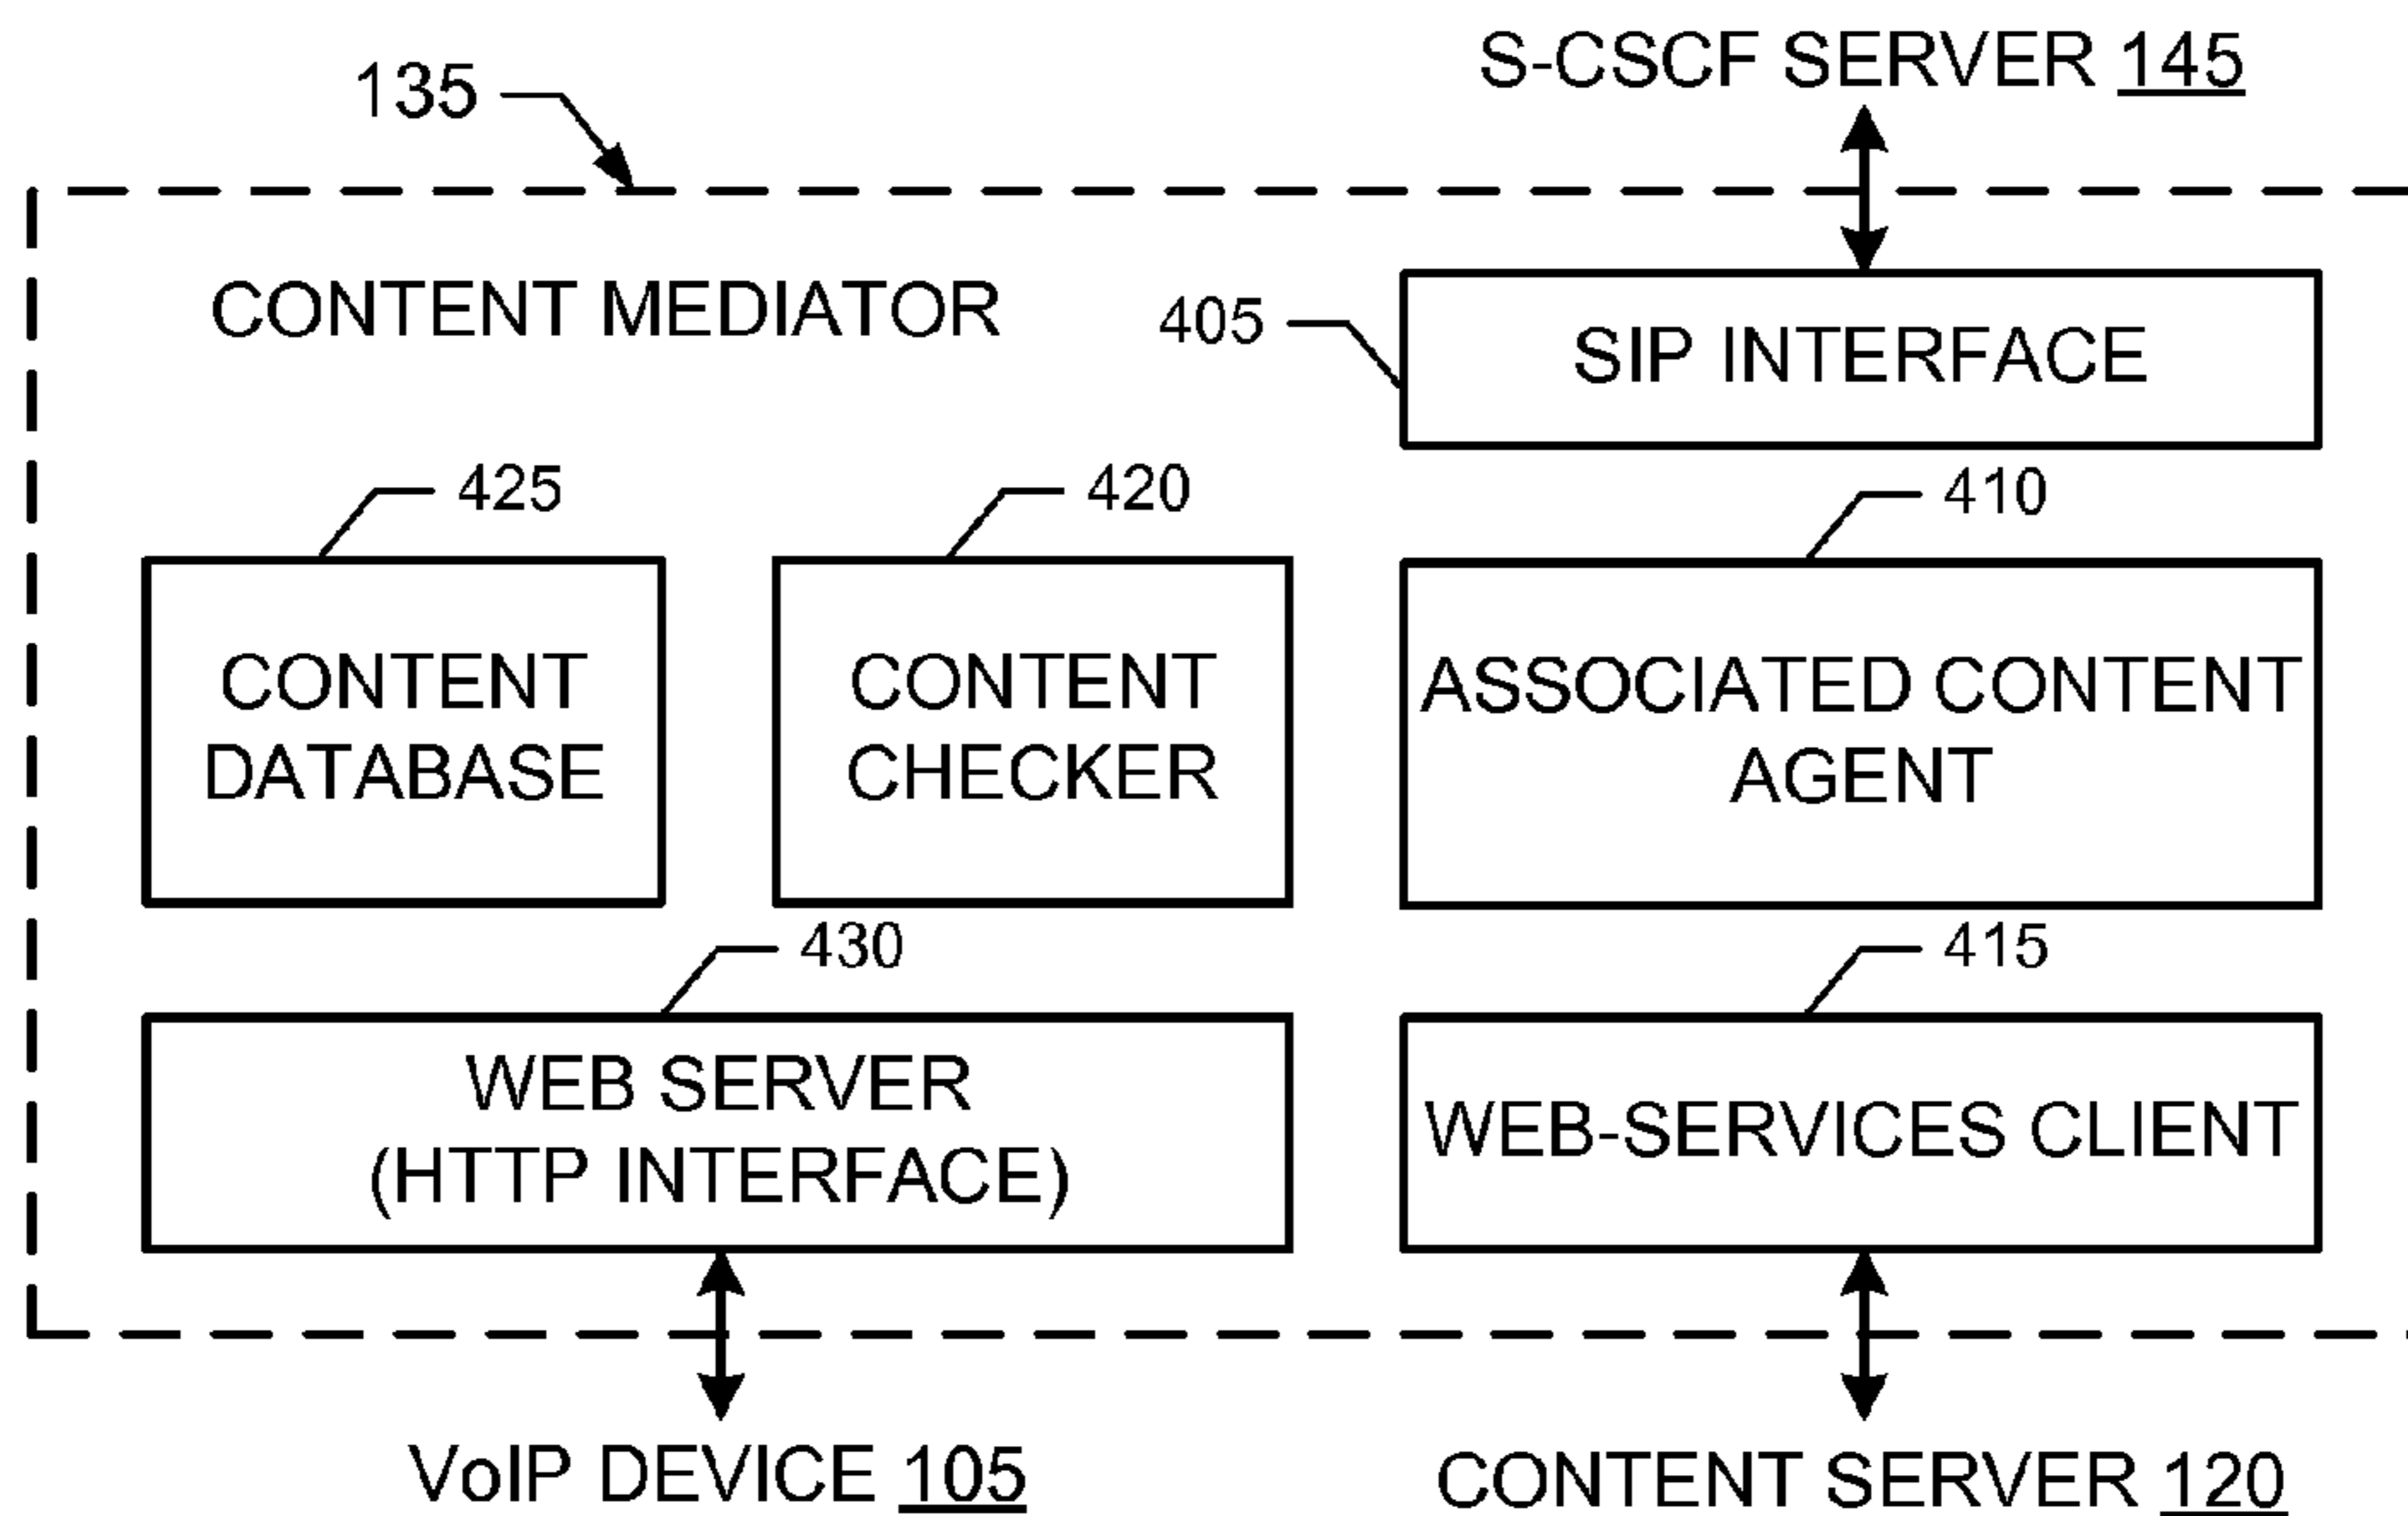 S-CSCF SERVER 145
135
CONTENT MEDIATOR
405
SIP INTERFACE
425
420
410
CONTENT
DATABASE
CONTENT
CHECKER
ASSOCIATED CONTENT
AGENT
430
415
WEB SERVER
(HTTP INTERFACE)
WEB-SERVICES CLIENT
VoIP DEVICE 105
CONTENT SERVER 120